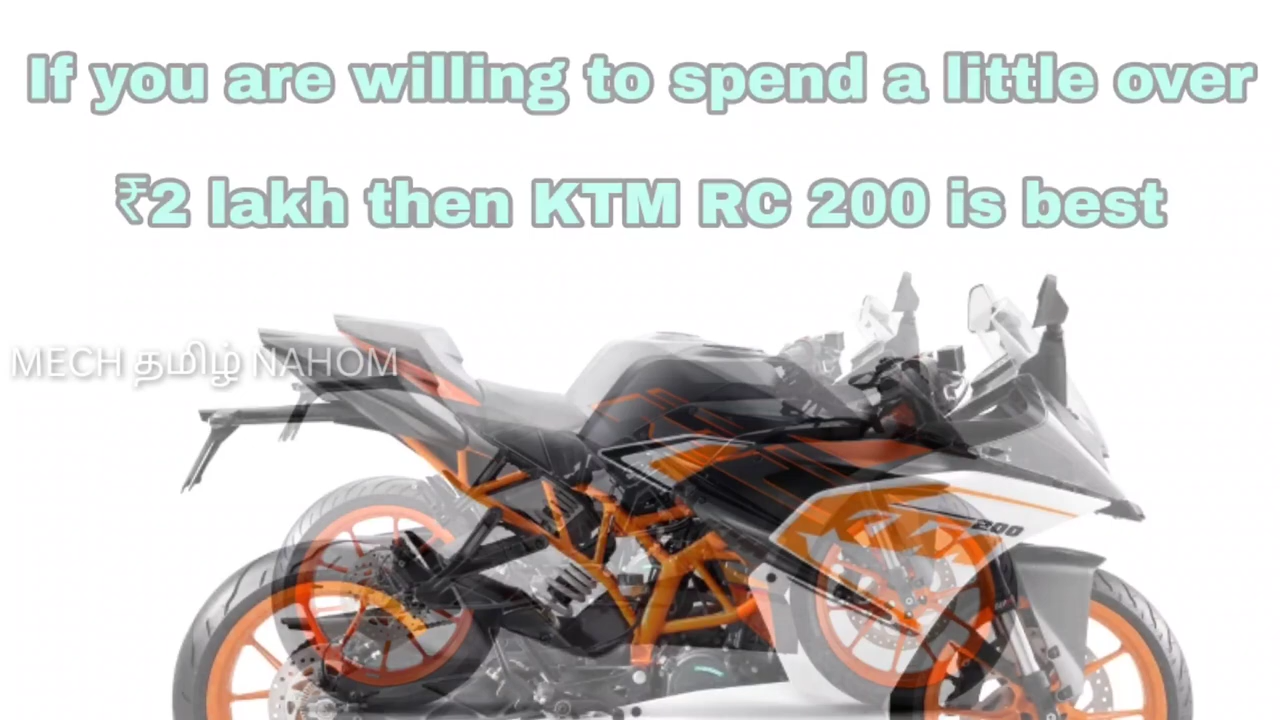 If you are willing to spend a little over
₹2 lakh then KTM RC 200 is best
MECH தமிழ் NAHOM
200